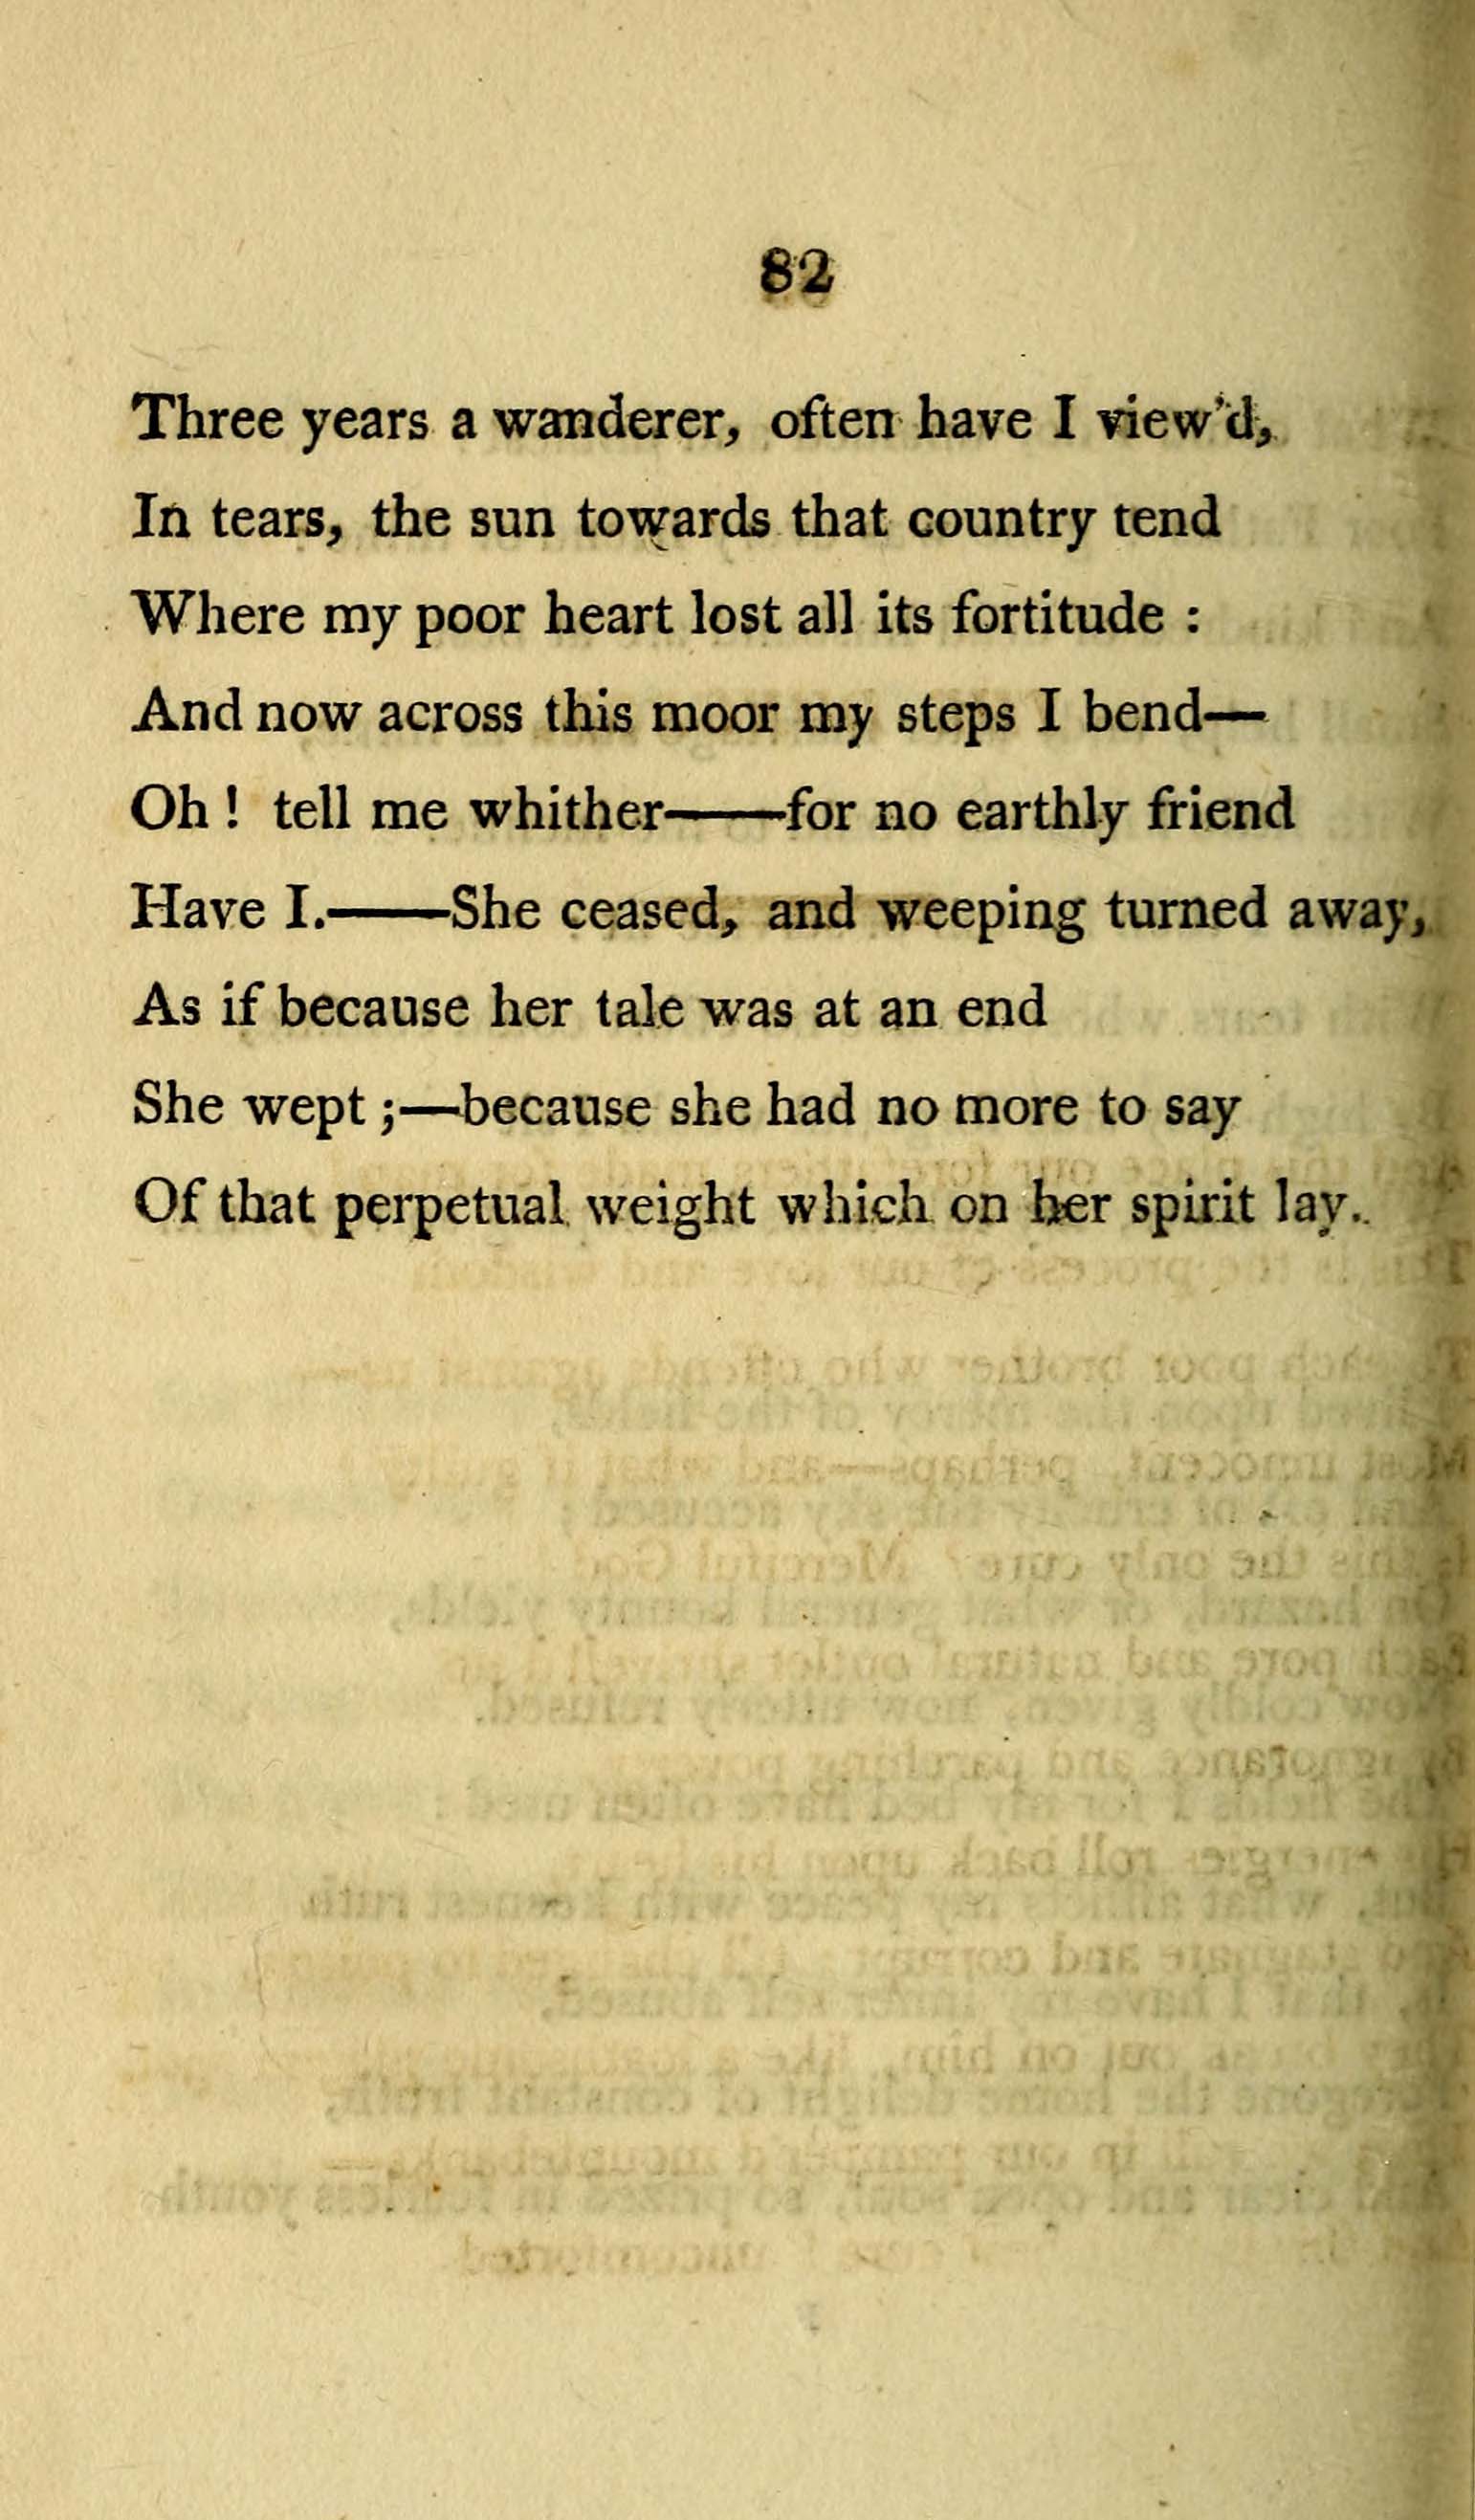 82
Three years a wanderer, often have I view'd,
In tears, the sun towards that country tend
Where my poor heart lost all its fortitude :
And now across this moor my steps I bend—
Oh ! tell me whither——for no earthly friend
Have I.——She ceased, and weeping turned away,
As if because her tale was at an end
She wept ;—because she had no more to say
Of that perpetual weight which on her spirit lay.